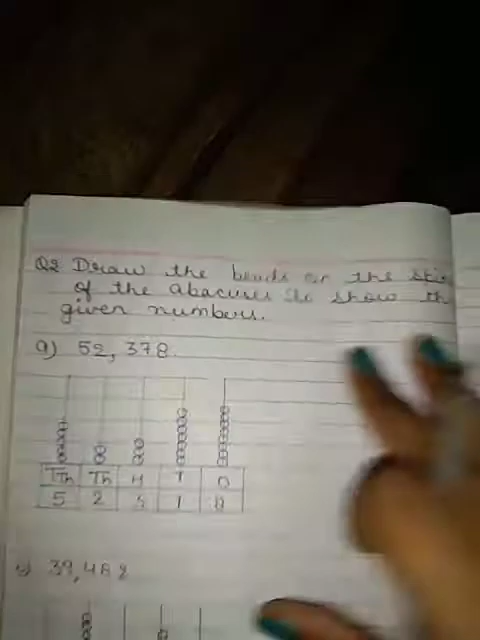 Q2 Draw the beads on the
of the abacuses to show the
given numbers.
a) 52,378.
TTh Th H T O
5 2 3 7 8
39,482